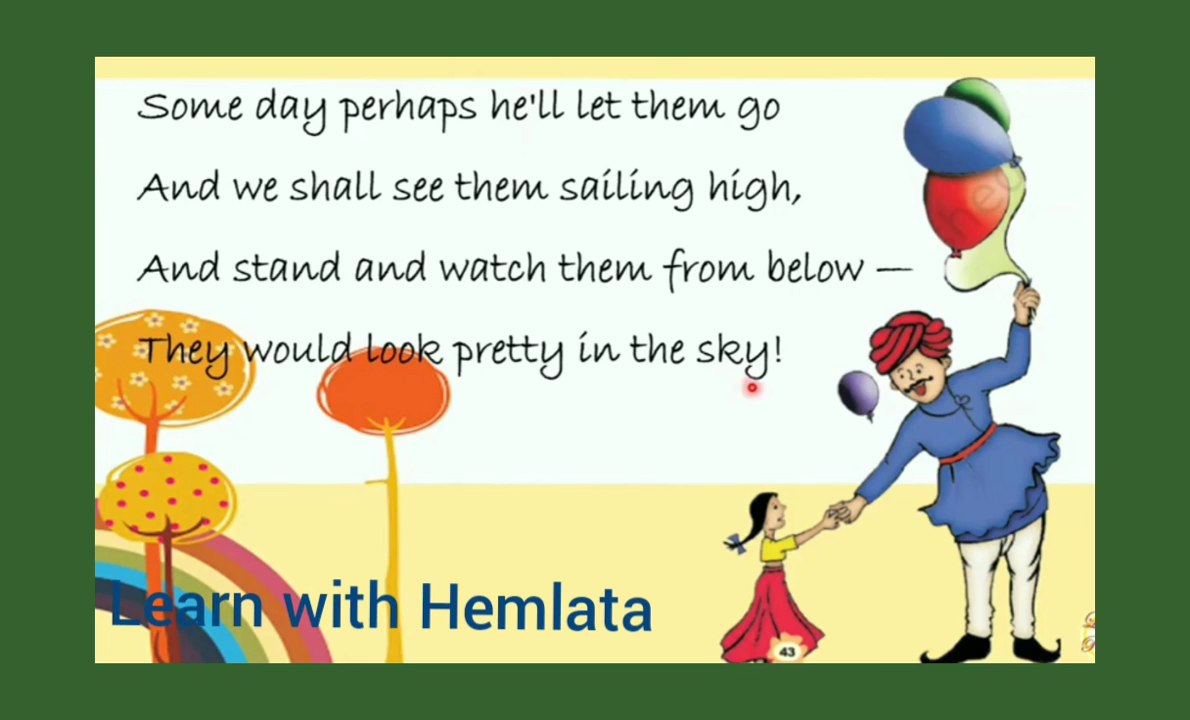 Some day perhaps he'll let them go
And we shall see them sailing high,
And stand and watch them from below —
They would look pretty in the sky!
Learn with Hemlata
43